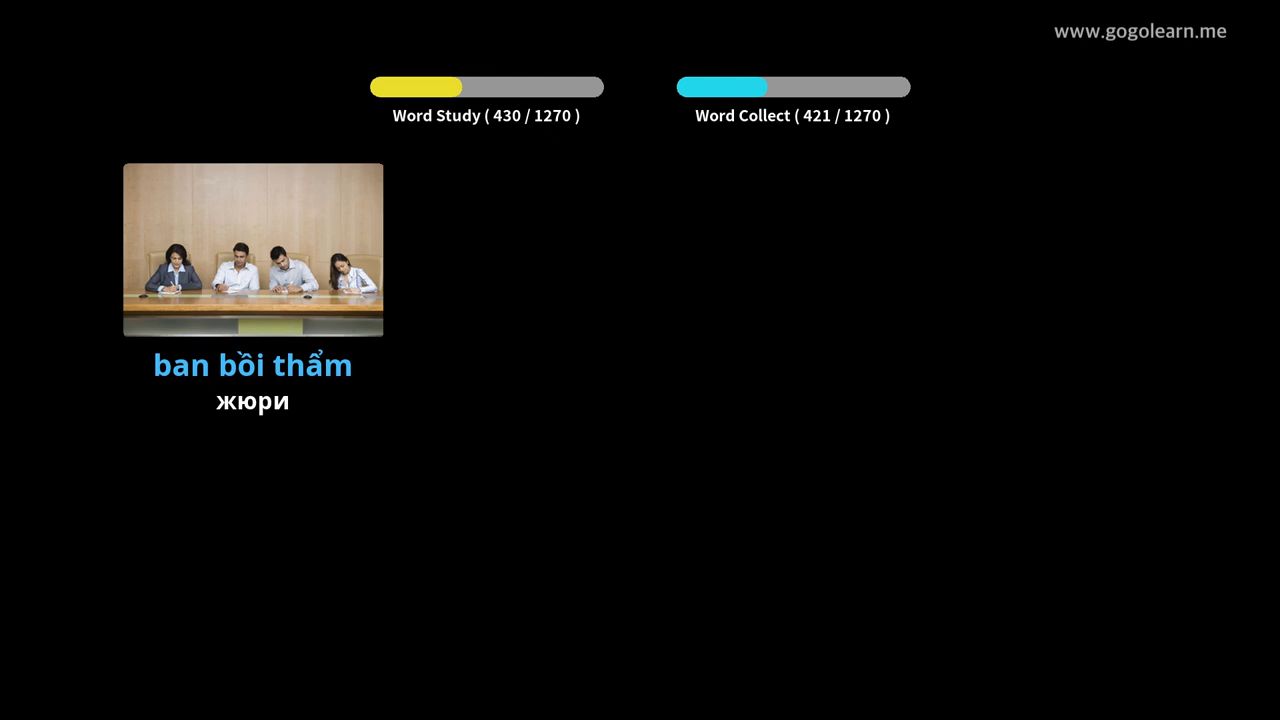 www.gogolearn.me
Word Study ( 430 / 1270 )
Word Collect ( 421 / 1270 )
ban bồi thẩm
жюри